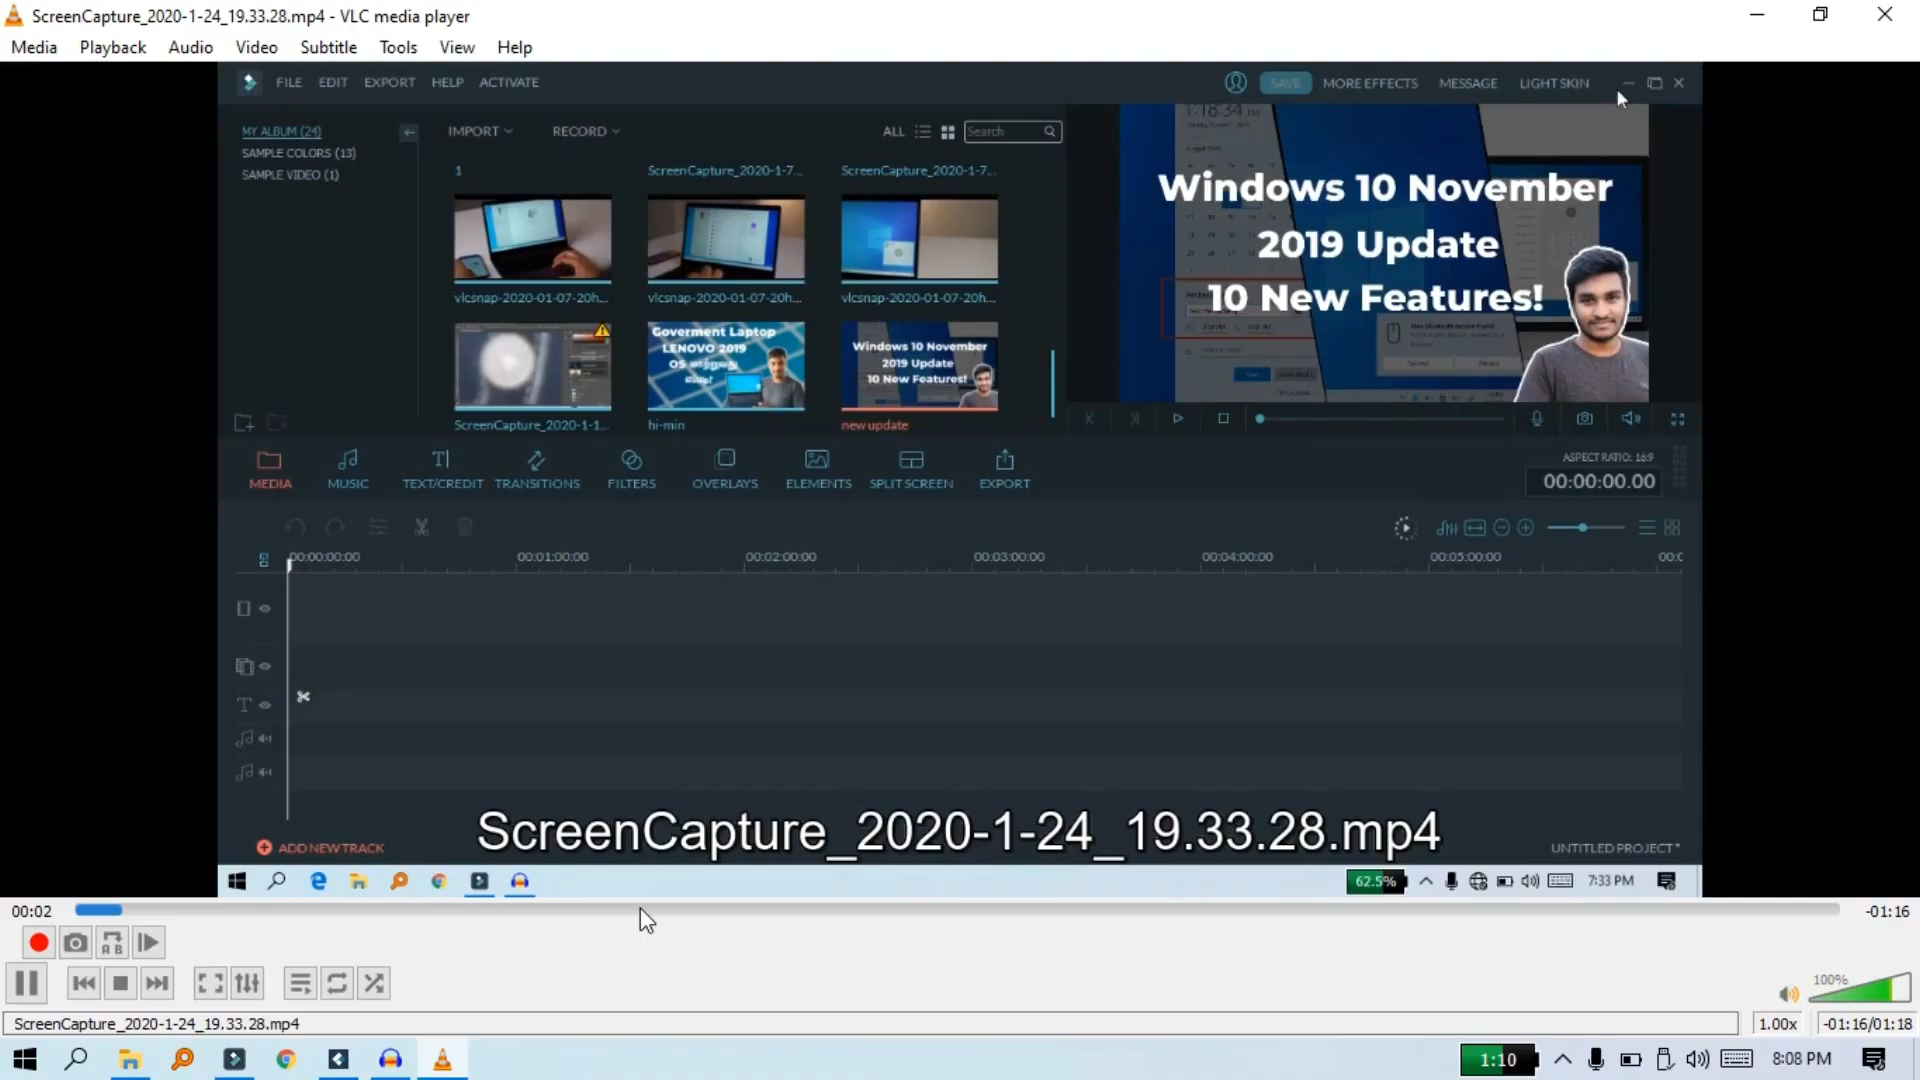 ScreenCapture_2020-1-24_19.33.28.mp4 - VLC media player
Media Playback Audio Video Subtitle Tools View Help
FILE EDIT EXPORT HELP ACTIVATE
SAVE MORE EFFECTS MESSAGE LIGHT SKIN
MY ALBUM (24)
SAMPLE COLORS (13)
SAMPLE VIDEO (1)
IMPORT RECORD ALL Search
1 ScreenCapture_2020-1-7... ScreenCapture_2020-1-7...
vlcsnap-2020-01-07-20h... vlcsnap-2020-01-07-20h... vlcsnap-2020-01-07-20h...
Goverment Laptop
LENOVO 2019
Windows 10 November
2019 Update
10 New Features!
ScreenCapture_2020-1-1... hi-min new update
1:18:34 PM
Windows 10 November
2019 Update
10 New Features!
MEDIA MUSIC TEXT/CREDIT TRANSITIONS FILTERS OVERLAYS ELEMENTS SPLIT SCREEN EXPORT
ASPECT RATIO: 16:9
00:00:00.00
00:00:00:00 00:01:00:00 00:02:00:00 00:03:00:00 00:04:00:00 00:05:00:00
ADD NEW TRACK
ScreenCapture_2020-1-24_19.33.28.mp4
UNTITLED PROJECT*
62.5% 7:33 PM
00:02 -01:16
100%
ScreenCapture_2020-1-24_19.33.28.mp4 1.00x -01:16/01:18
1:10 8:08 PM